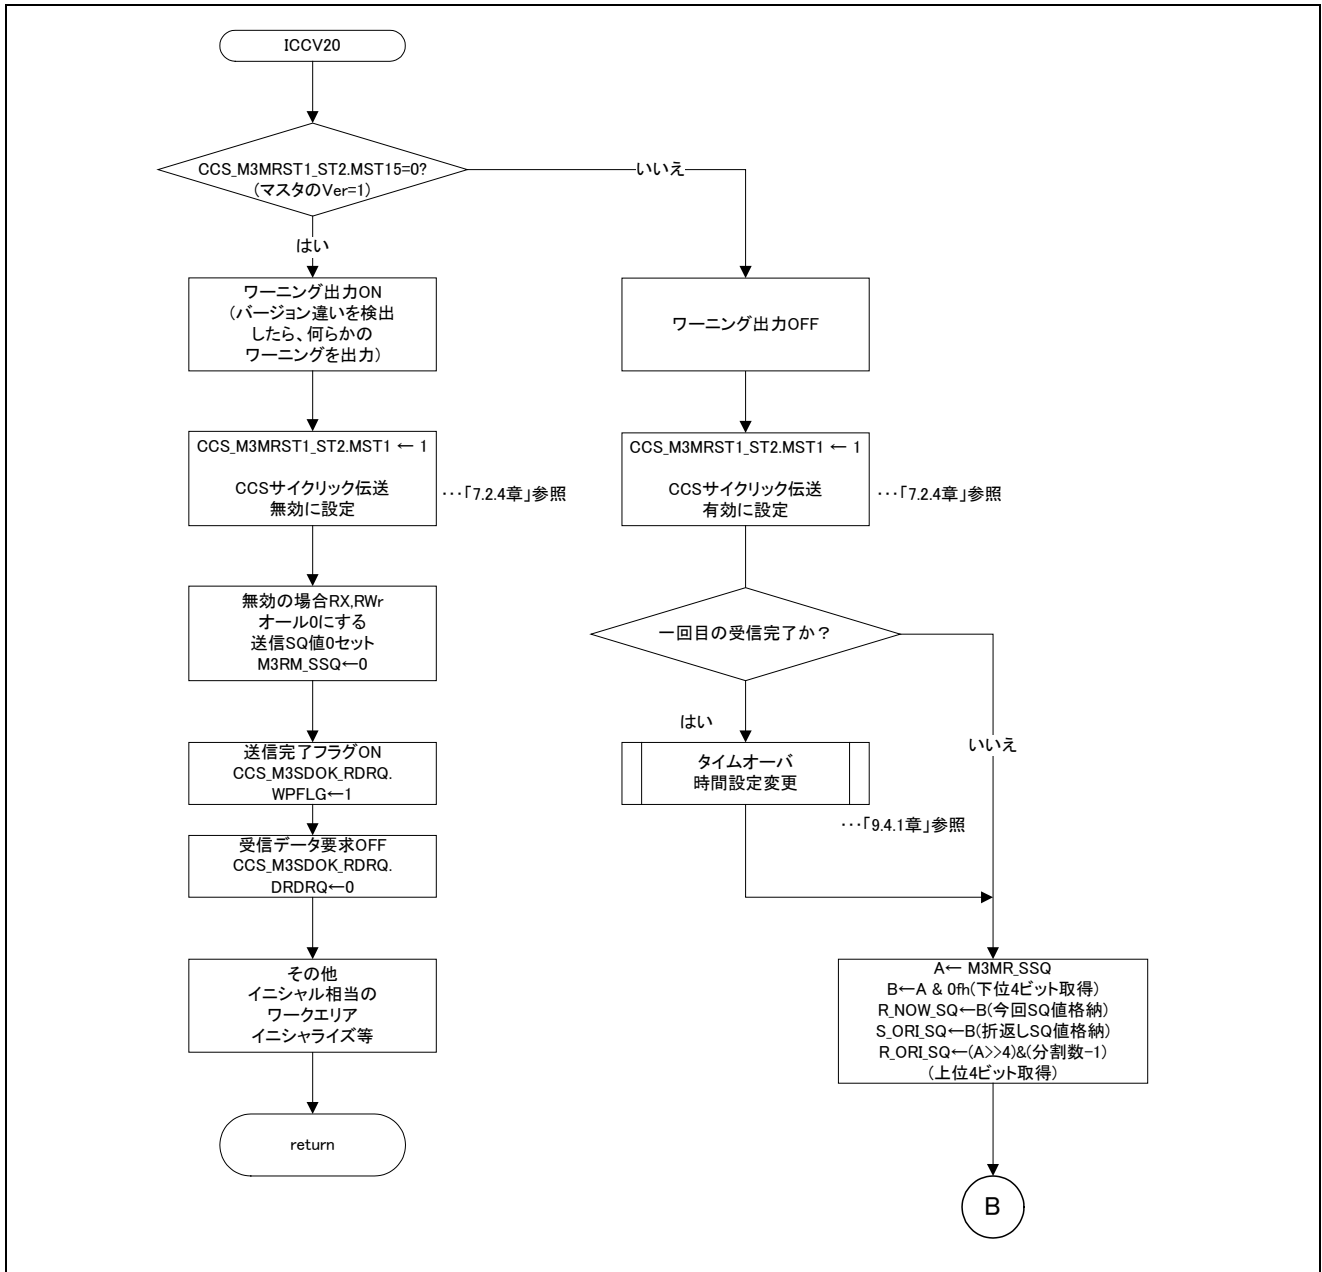 ICCV20
CCS_M3MRST1_ST2.MST15=0?
(マスタのVer=1)
いいえ
はい
ワーニング出力ON
(バージョン違いを検出
したら、何らかの
ワーニングを出力)
CCS_M3MRST1_ST2.MST1 ← 1
CCSサイクリック伝送
無効に設定
・・・「7.2.4章」参照
無効の場合RX,RWr
オール0にする
送信SQ値0セット
M3RM_SSQ←0
送信完了フラグON
CCS_M3SDOK_RDRQ.
WPFLG←1
受信データ要求OFF
CCS_M3SDOK_RDRQ.
DRDRQ←0
その他
イニシャル相当の
ワークエリア
イニシャライズ等
return
ワーニング出力OFF
CCS_M3MRST1_ST2.MST1 ← 1
CCSサイクリック伝送
有効に設定
・・・「7.2.4章」参照
一回目の受信完了か？
はい
いいえ
タイムオーバ
時間設定変更
・・・「9.4.1章」参照
A← M3MR_SSQ
B←A & 0fh(下位4ビット取得)
R_NOW_SQ←B(今回SQ値格納)
S_ORI_SQ←B(折返しSQ値格納)
R_ORI_SQ←(A>>4)&(分割数-1)
(上位4ビット取得)
B